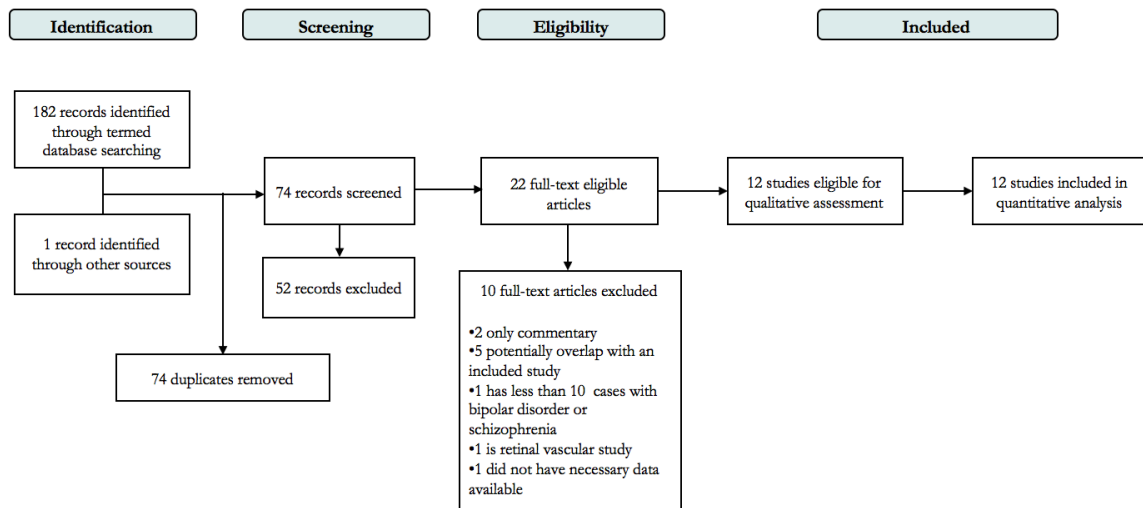 Identification
Screening
Eligibility
Included
182 records identified
through termed
database searching
1 record identified
through other sources
74 duplicates removed
74 records screened
52 records excluded
22 full-text eligible
articles
10 full-text articles excluded
•2 only commentary
•5 potentially overlap with an
included study
•1 has less than 10 cases with
bipolar disorder or
schizophrenia
•1 is retinal vascular study
•1 did not have necessary data
available
12 studies eligible for
qualitative assessment
12 studies included in
quantitative analysis